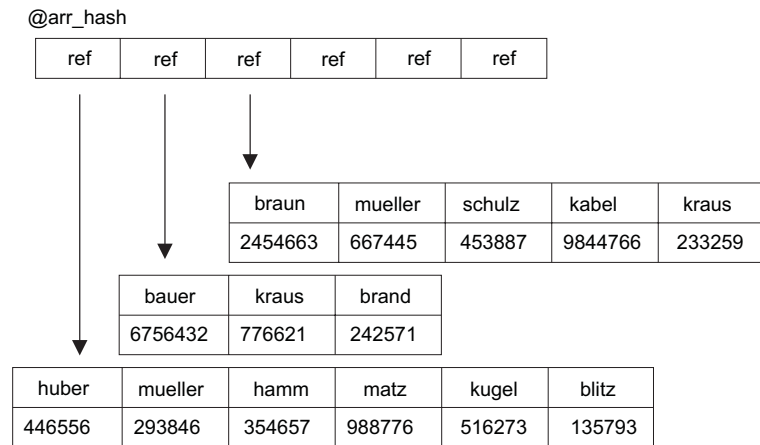 @arr_hash
ref ref ref ref ref ref
braun mueller schulz kabel kraus
2454663 667445 453887 9844766 233259
bauer kraus brand
6756432 776621 242571
huber mueller hamm matz kugel blitz
446556 293846 354657 988776 516273 135793